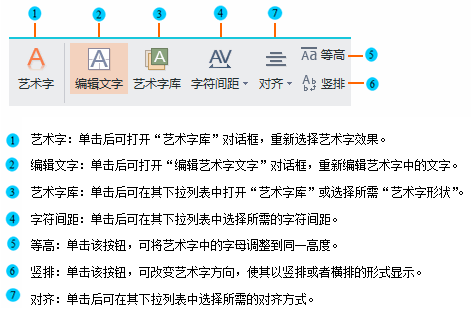 1 2 3 4 7
A A A AV Aa 等高 5
艺术字 编辑文字 艺术字库 字符间距 对齐 Ab 竖排 6
1 艺术字：单击后可打开“艺术字库”对话框，重新选择艺术字效果。
2 编辑文字：单击后可打开“编辑艺术字文字”对话框，重新编辑艺术字中的文字。
3 艺术字库：单击后可在其下拉列表中打开“艺术字库”或选择所需“艺术字形状”。
4 字符间距：单击后可在其下拉列表中选择所需的字符间距。
5 等高：单击该按钮，可将艺术字中的字母调整到同一高度。
6 竖排：单击该按钮，可改变艺术字方向，使其以竖排或者横排的形式显示。
7 对齐：单击后可在其下拉列表中选择所需的对齐方式。